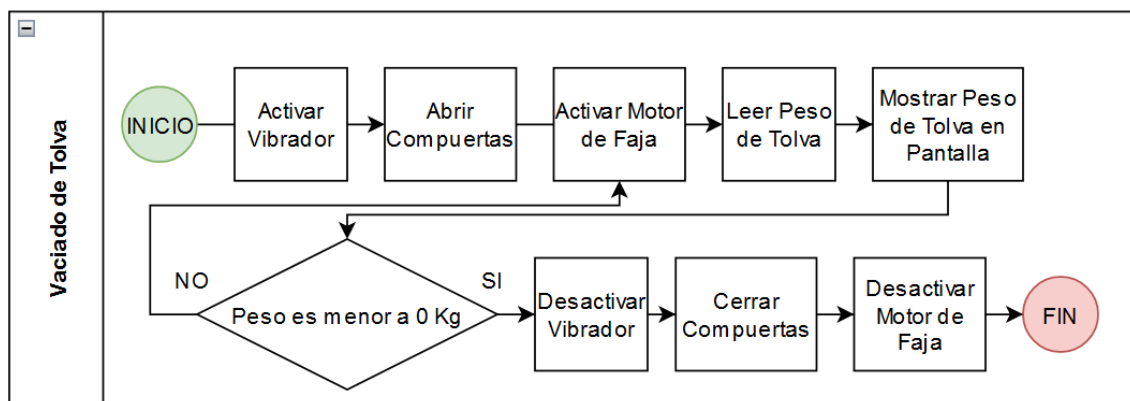 Vaciado de Tolva
INICIO
Activar
Vibrador
Abrir
Compuertas
Activar Motor
de Faja
Leer Peso
de Tolva
Mostrar Peso
de Tolva en
Pantalla
NO
Peso es menor a 0 Kg
SI
Desactivar
Vibrador
Cerrar
Compuertas
Desactivar
Motor de
Faja
FIN